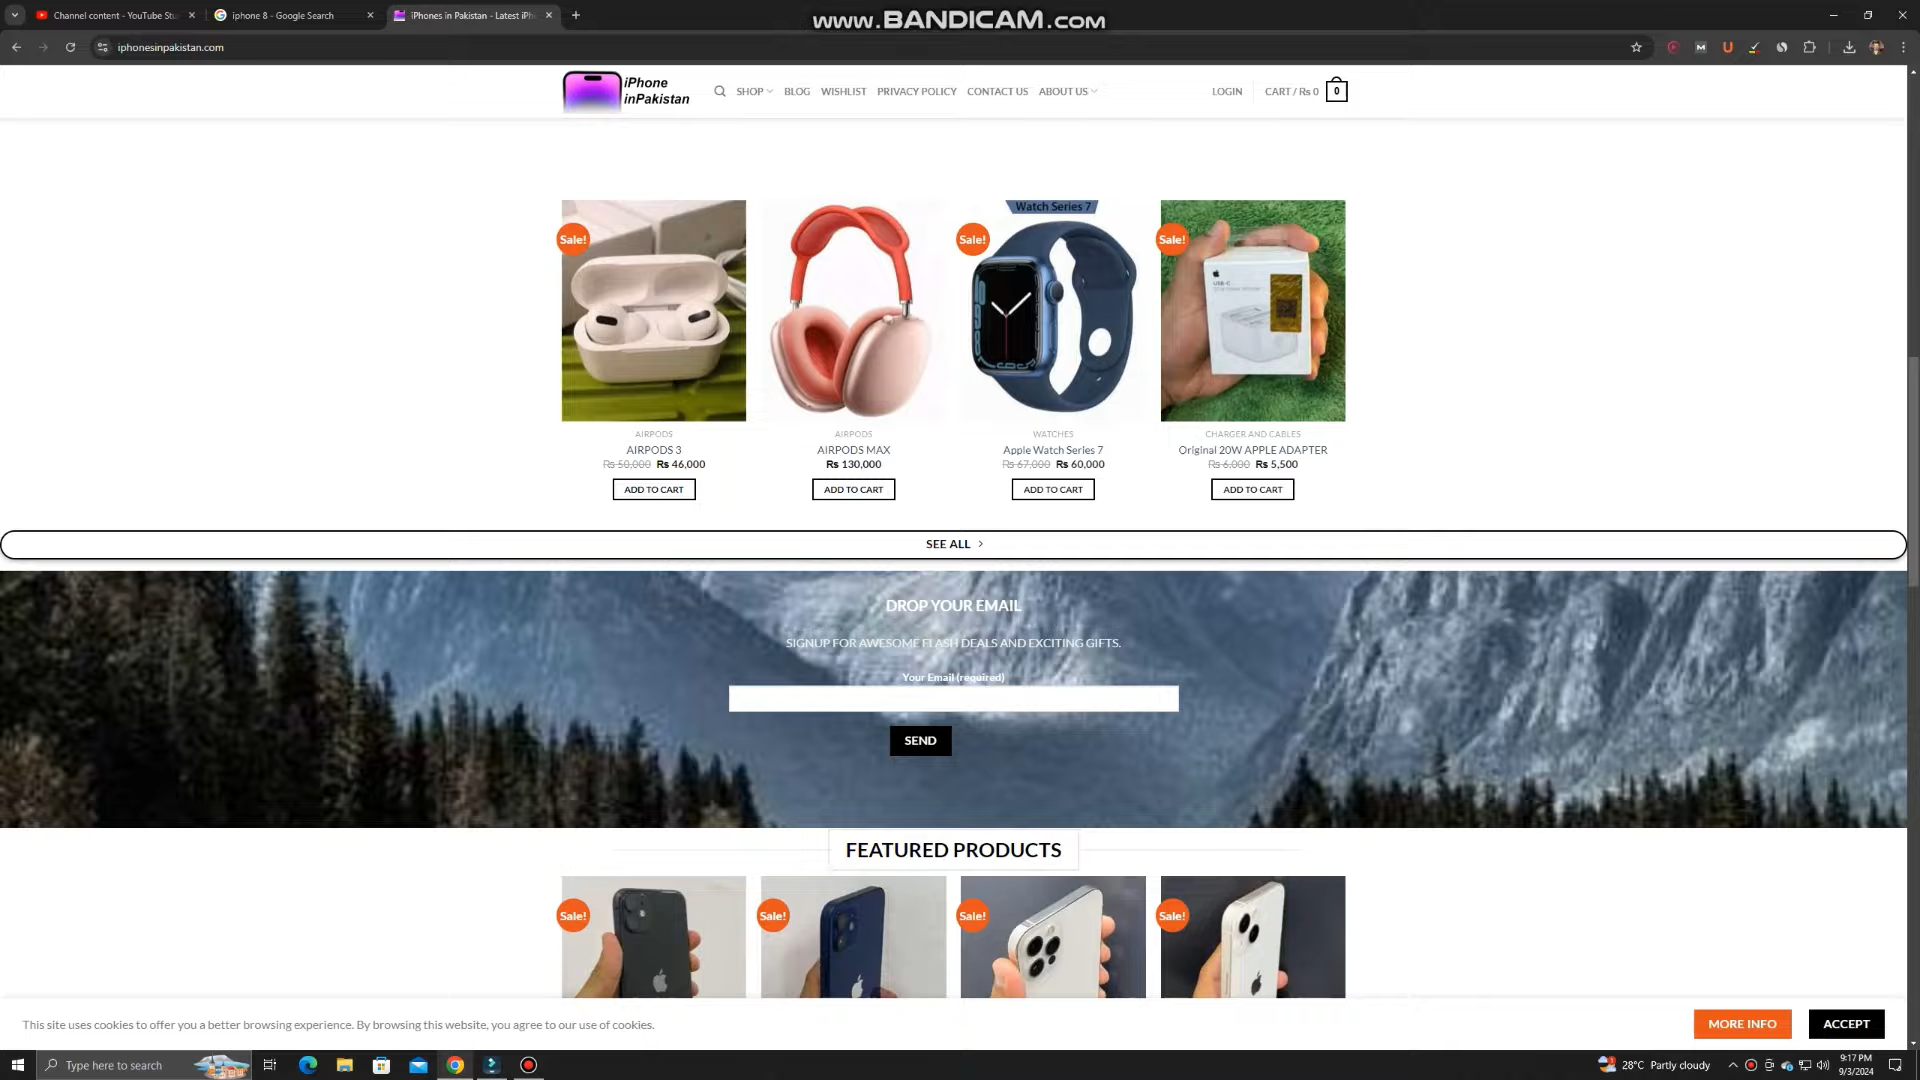 Channel content - YouTube Stu
iphone 8 - Google Search
iPhones in Pakistan - Latest iPh
www.BANDICAM.com
iphonesinpakistan.com
iPhone
inPakistan
SHOP
BLOG
WISHLIST
PRIVACY POLICY
CONTACT US
ABOUT US
LOGIN
CART / Rs 0
0
Watch Series 7
Sale!
Sale!
Sale!
USB-C
AIRPODS
AIRPODS
WATCHES
CHARGER AND CABLES
AIRPODS 3
AIRPODS MAX
Apple Watch Series 7
Original 20W APPLE ADAPTER
Rs 50,000 Rs 46,000
Rs 130,000
Rs 67,000 Rs 60,000
Rs 6,000 Rs 5,500
ADD TO CART
ADD TO CART
ADD TO CART
ADD TO CART
SEE ALL
DROP YOUR EMAIL
SIGNUP FOR AWESOME FLASH DEALS AND EXCITING GIFTS.
Your Email (required)
SEND
FEATURED PRODUCTS
Sale!
Sale!
Sale!
Sale!
This site uses cookies to offer you a better browsing experience. By browsing this website, you agree to our use of cookies.
MORE INFO
ACCEPT
Type here to search
28°C Partly cloudy
9:17 PM
9/3/2024